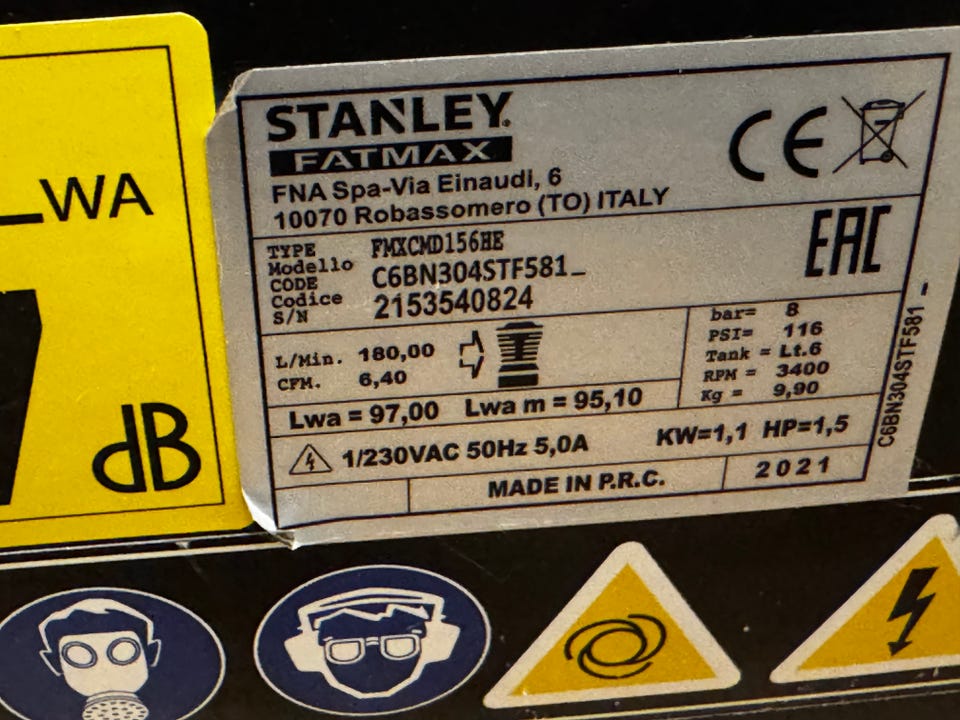 WA
dB
STANLEY®
FATMAX
FNA Spa-Via Einaudi, 6
10070 Robassomero (TO) ITALY
CE
EAC
TYPE
Modello FMXCMD156HE
CODE
Codice C6BN304STF581_
S/N 2153540824
L/Min. 180,00
CFM. 6,40
bar= 8
PSI= 116
Tank = Lt.6
RPM = 3400
Kg = 9,90
Lwa = 97,00 Lwa m = 95,10
1/230VAC 50Hz 5,0A KW=1,1 HP=1,5
MADE IN P.R.C. 2021
C6BN304STF581_